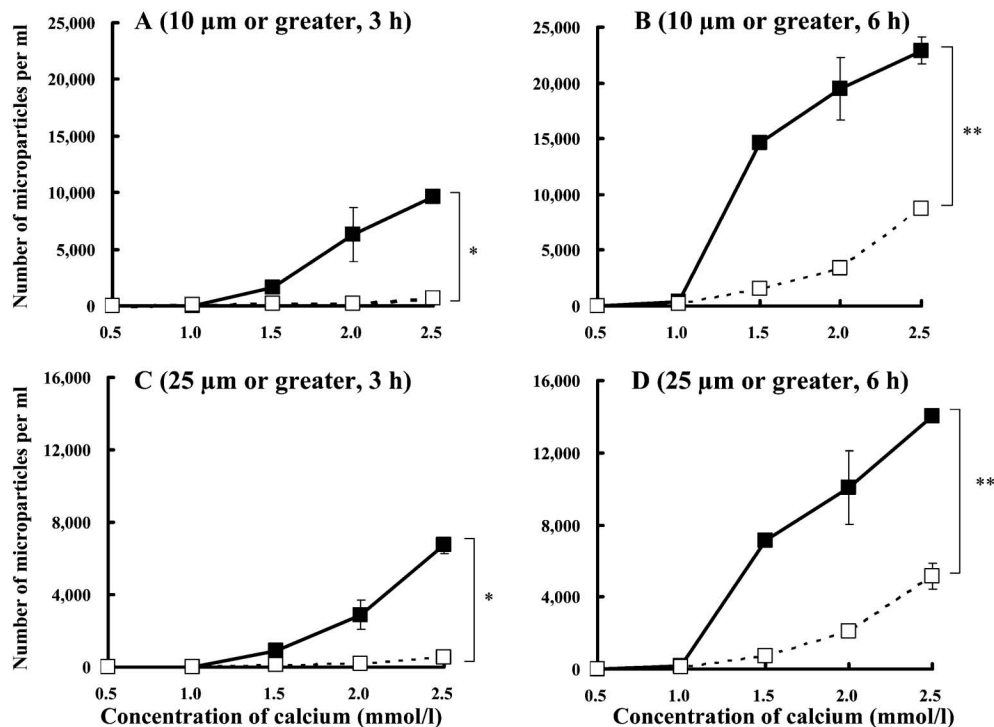 A (10 µm or greater, 3 h)
Number of microparticles per ml
25,000
20,000
15,000
10,000
5,000
0
0.5 1.0 1.5 2.0 2.5
*
B (10 µm or greater, 6 h)
25,000
20,000
15,000
10,000
5,000
0
0.5 1.0 1.5 2.0 2.5
**
C (25 µm or greater, 3 h)
Number of microparticles per ml
16,000
12,000
8,000
4,000
0
0.5 1.0 1.5 2.0 2.5
*
Concentration of calcium (mmol/l)
D (25 µm or greater, 6 h)
16,000
12,000
8,000
4,000
0
0.5 1.0 1.5 2.0 2.5
**
Concentration of calcium (mmol/l)